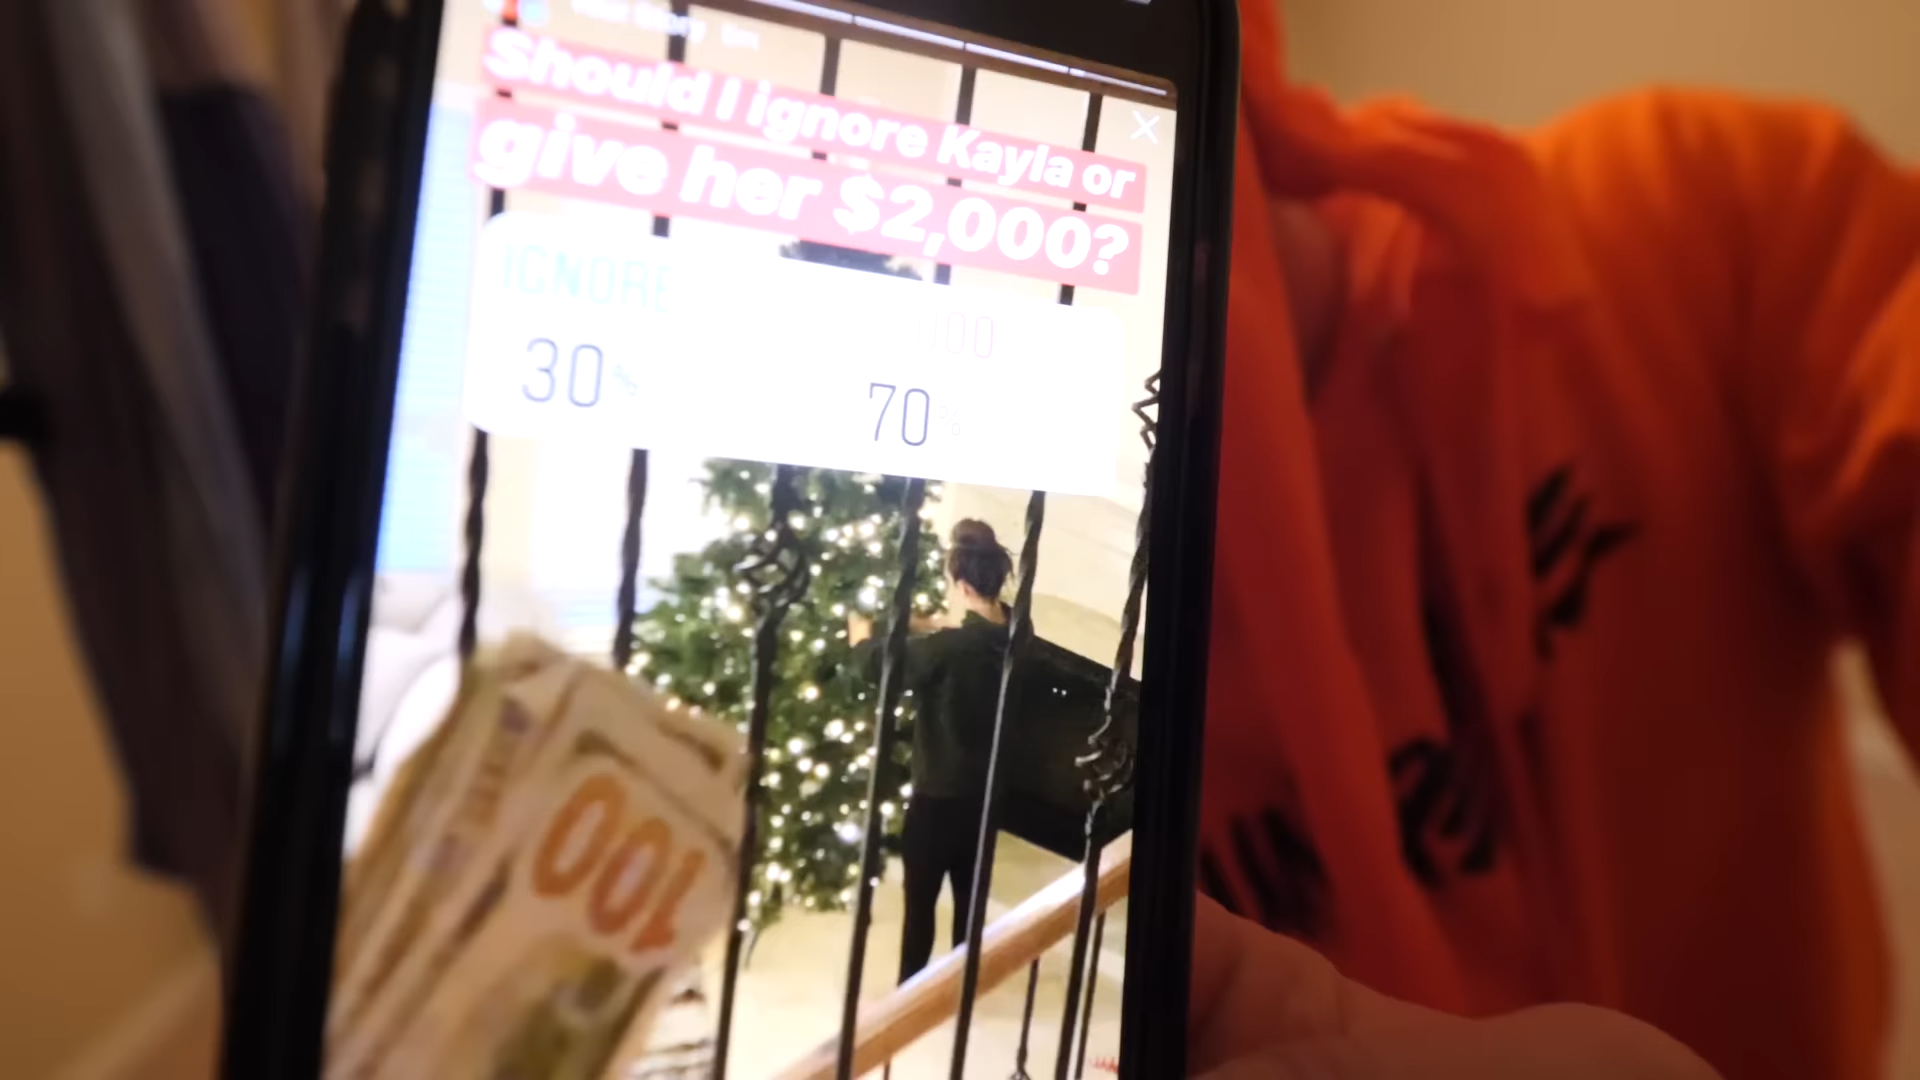 Should I ignore Kayla or
give her $2,000?
IGNORE
30%
70%
100